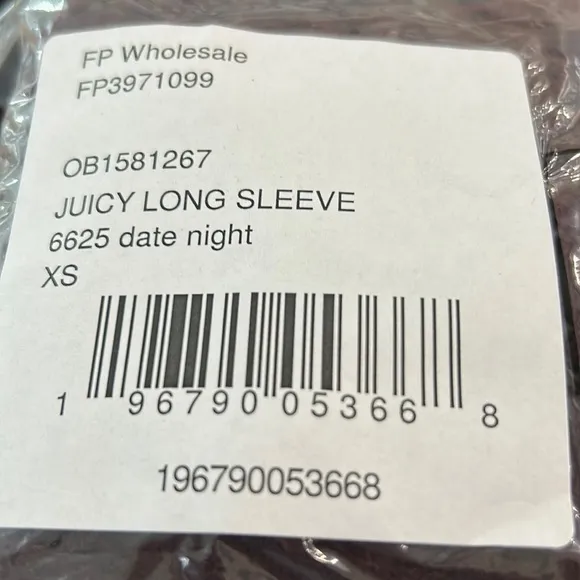 FP Wholesale
FP3971099
OB1581267
JUICY LONG SLEEVE
6625 date night
XS
1 96790 05366 8
196790053668